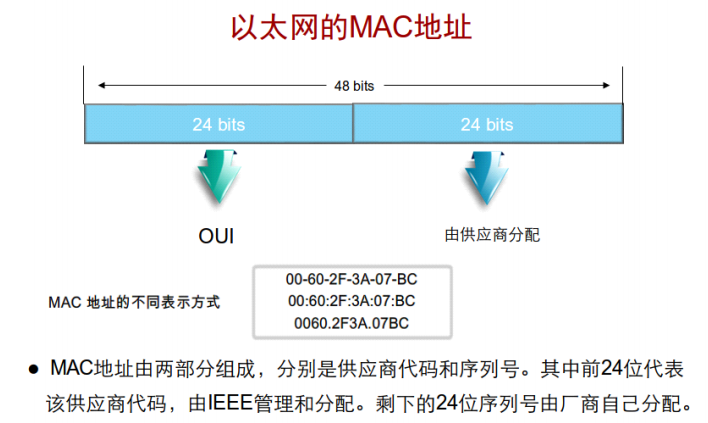 以太网的MAC地址
48 bits
24 bits
24 bits
OUI
由供应商分配
MAC 地址的不同表示方式
00-60-2F-3A-07-BC
00:60:2F:3A:07:BC
0060.2F3A.07BC
● MAC地址由两部分组成，分别是供应商代码和序列号。其中前24位代表
该供应商代码，由IEEE管理和分配。剩下的24位序列号由厂商自己分配。